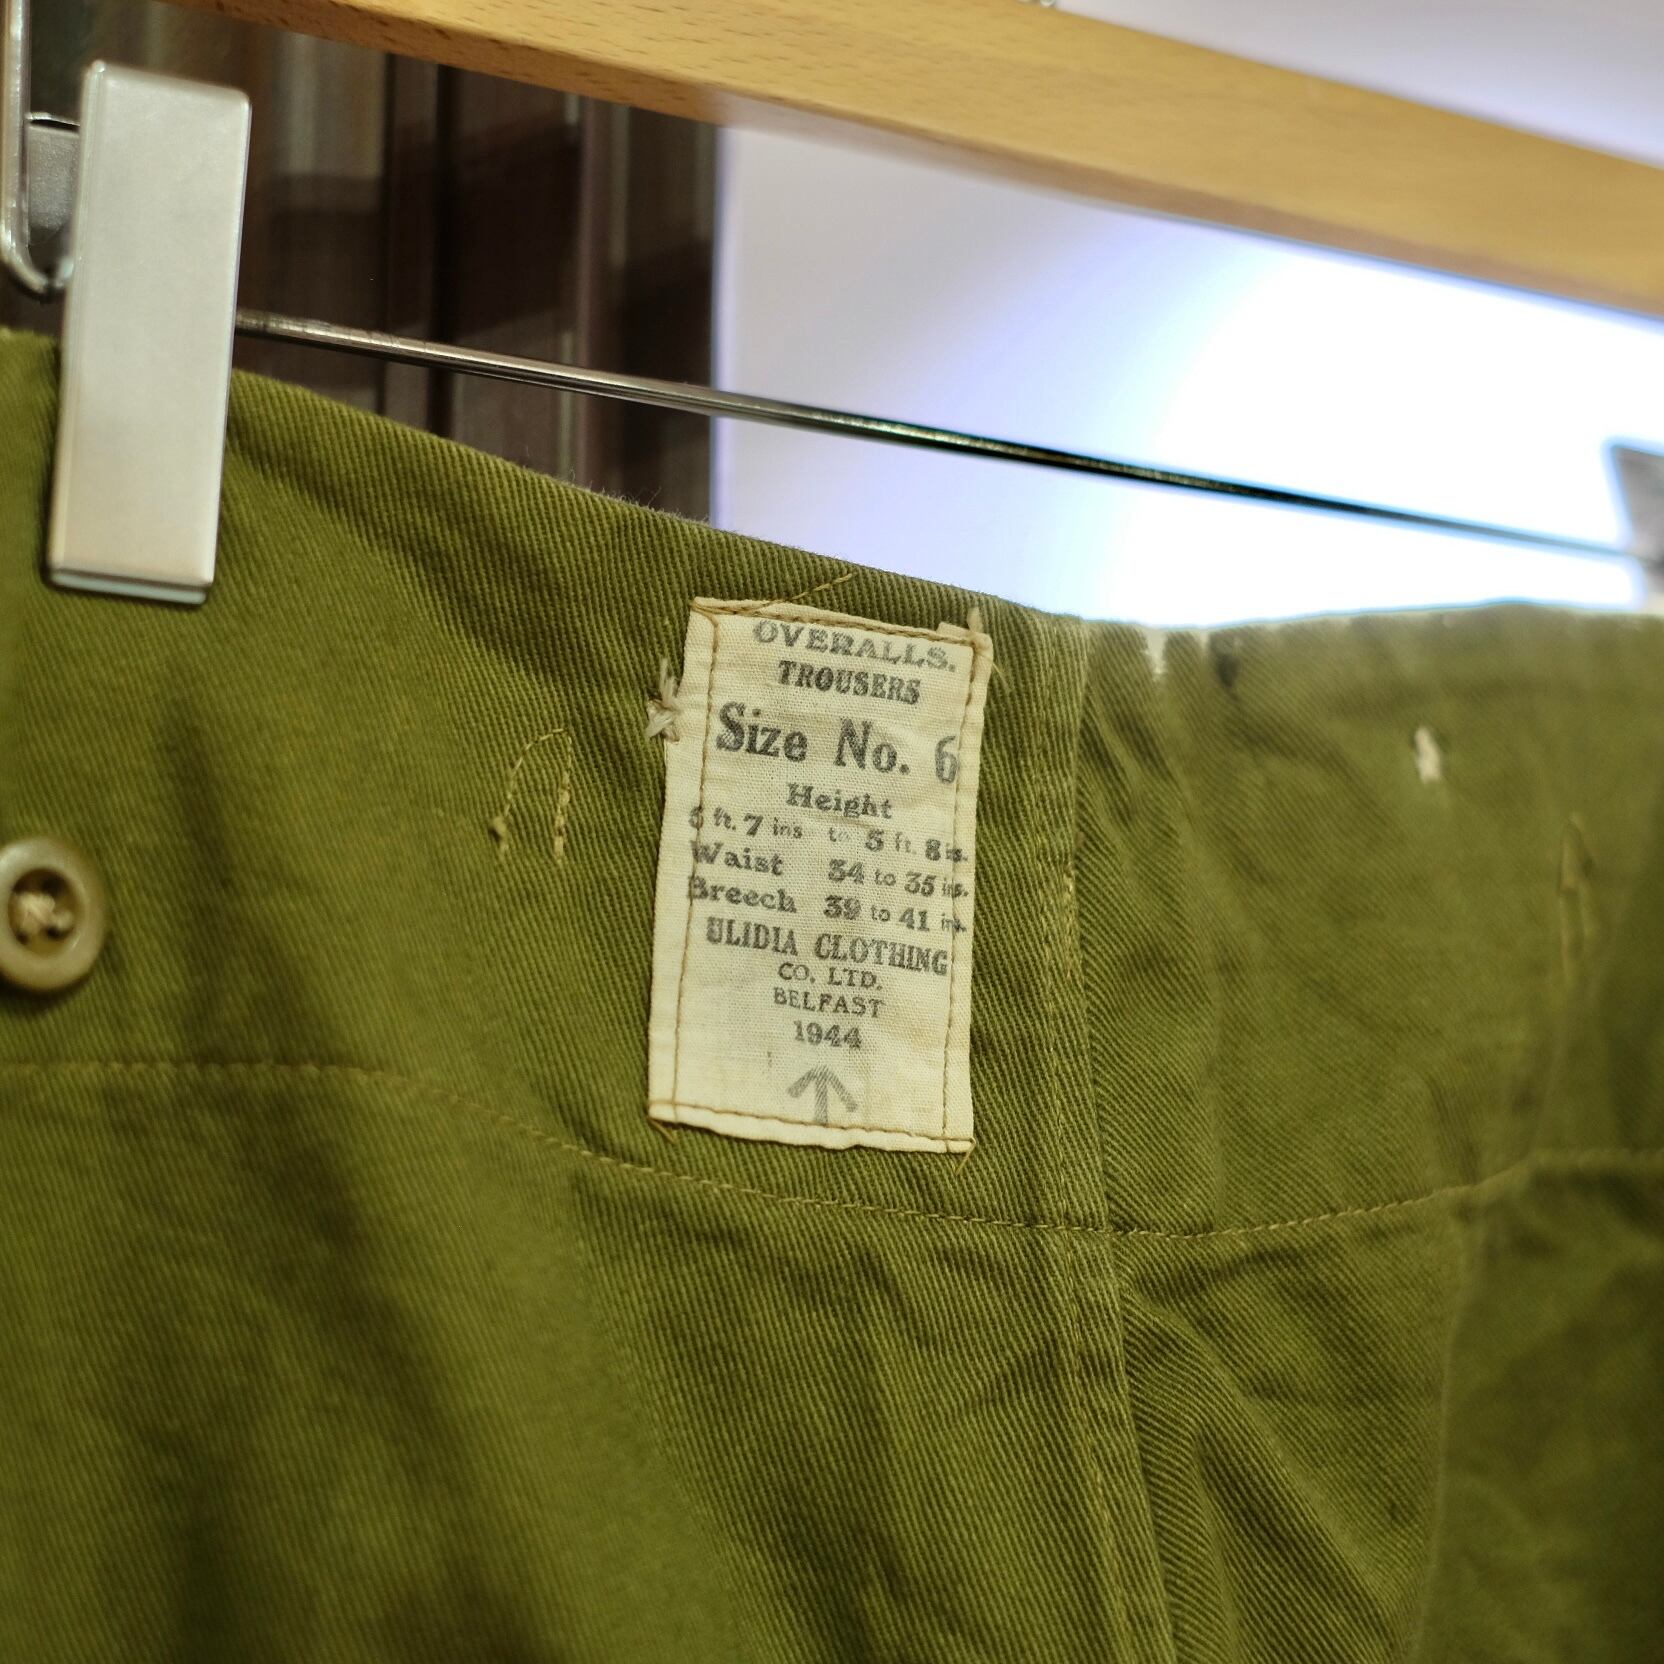 OVERALLS.
TROUSERS
Size No. 6
Height
5 ft. 7 ins to 5 ft. 8 ins.
Waist 34 to 35 ins.
Breech 39 to 41 ins.
ULIDIA CLOTHING
CO. LTD.
BELFAST
1944